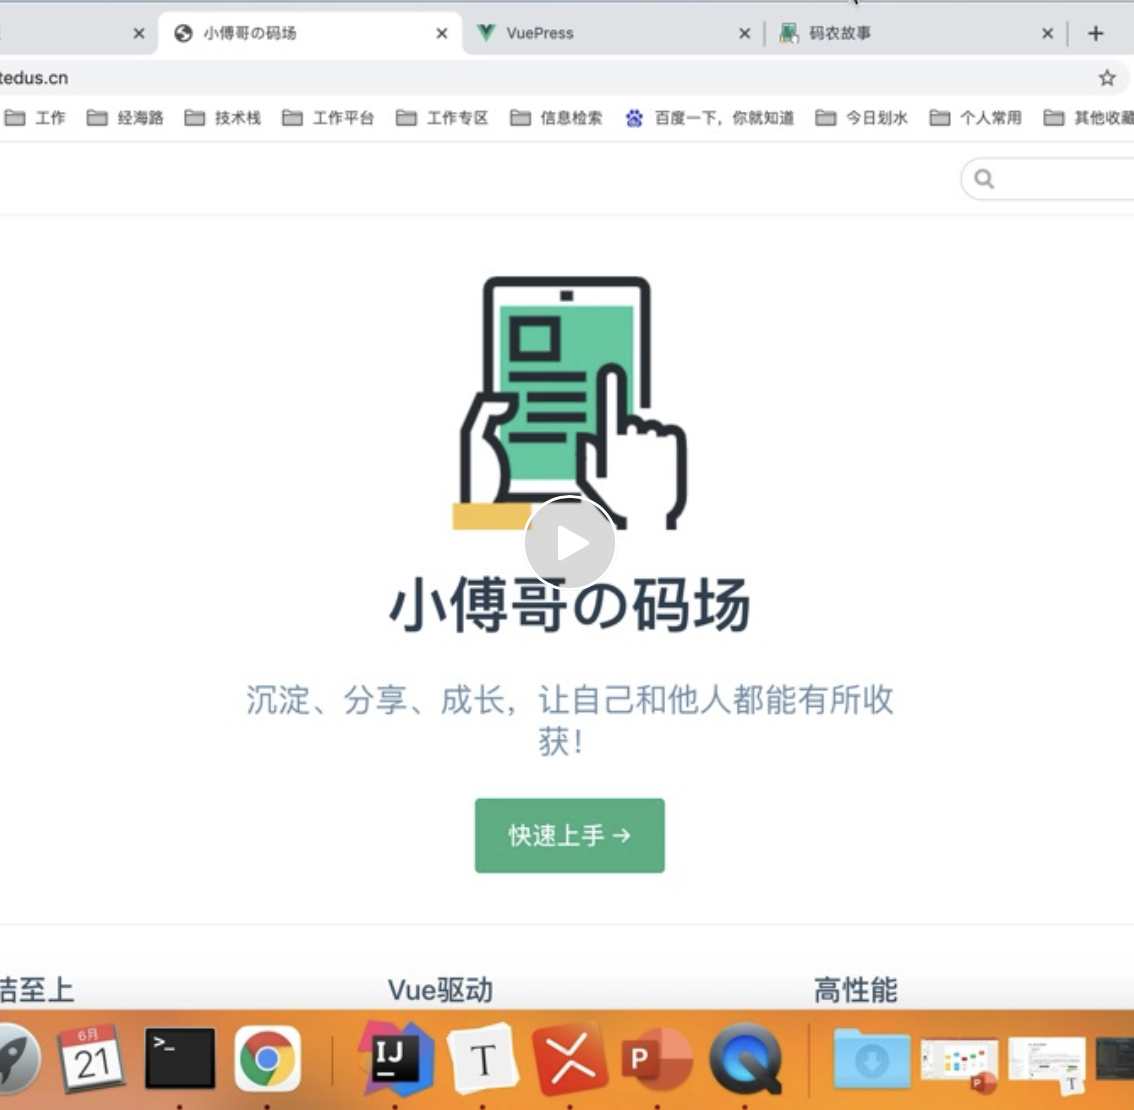 小傅哥の码场
VuePress
码农故事
tedus.cn
工作
经海路
技术栈
工作平台
工作专区
信息检索
百度一下，你就知道
今日划水
个人常用
其他收藏
小傅哥の码场
沉淀、分享、成长，让自己和他人都能有所收
获！
快速上手 →
洁至上
Vue驱动
高性能
6月
21
>_
IJ
T
P
P
T